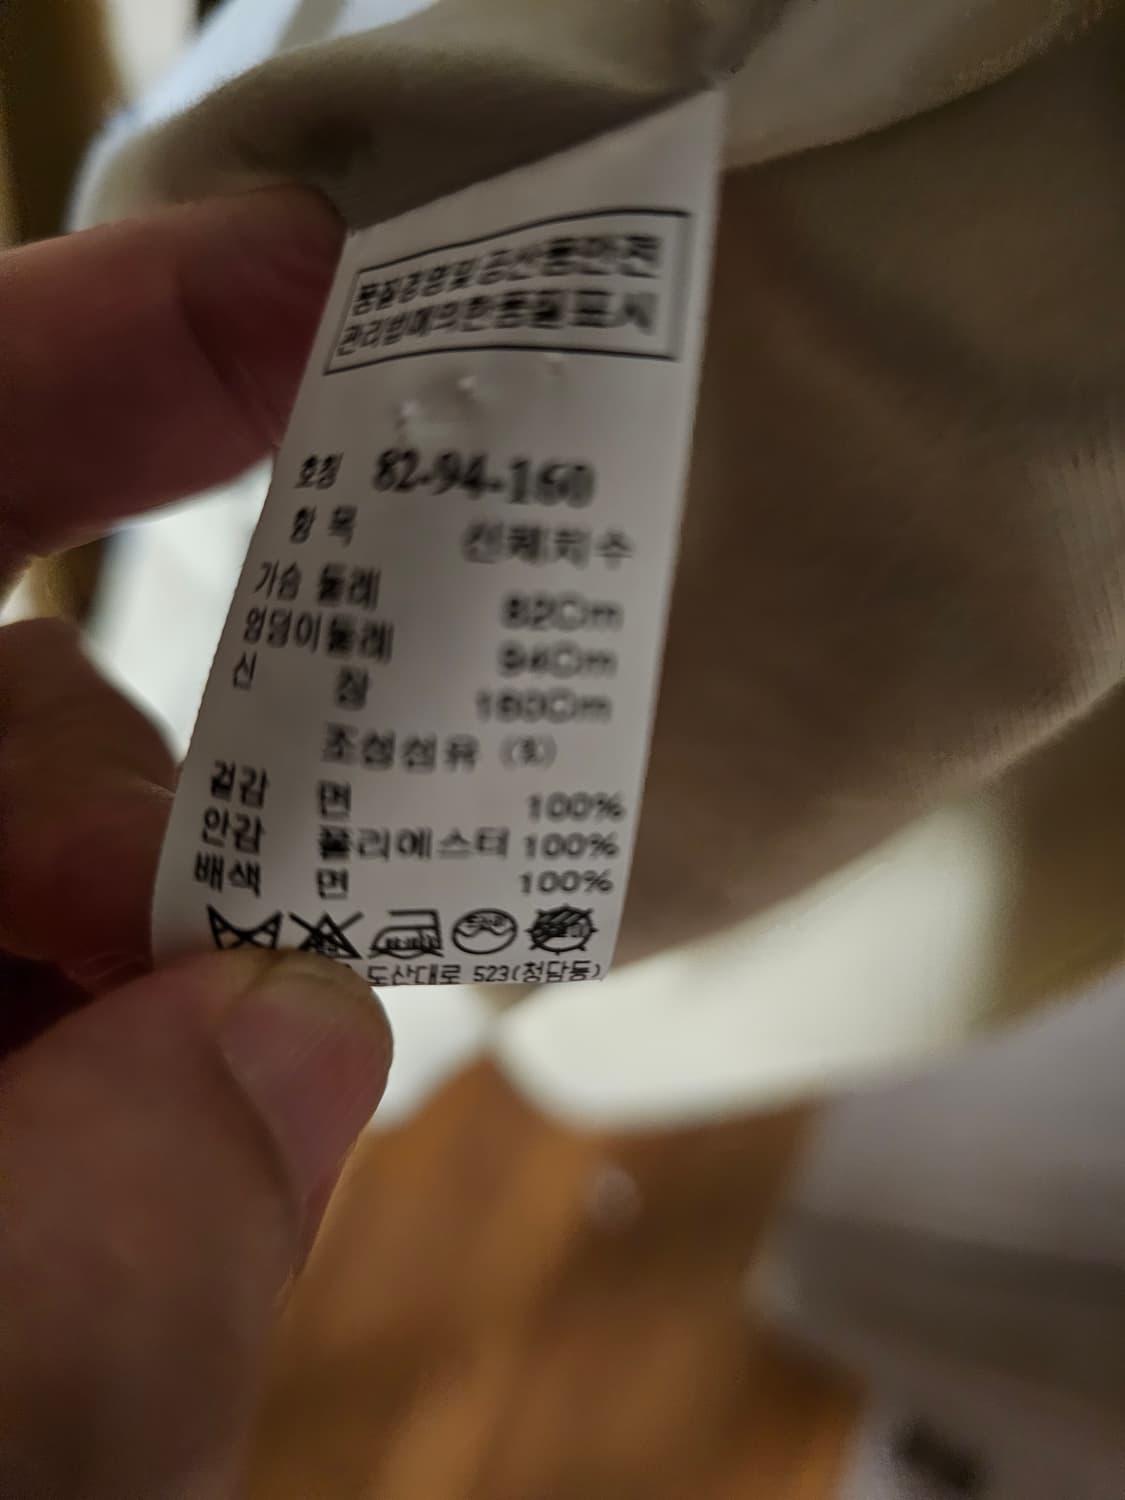 품질경영및공산품안전
관리법에의한품질표시
호칭 82-94-160
항 목 신체치수
가슴 둘레 82Cm
엉덩이둘레 94Cm
신 장 160Cm
조성섬유 (%)
겉감 면 100%
안감 폴리에스터 100%
배색 면 100%
도산대로 523(청담동)